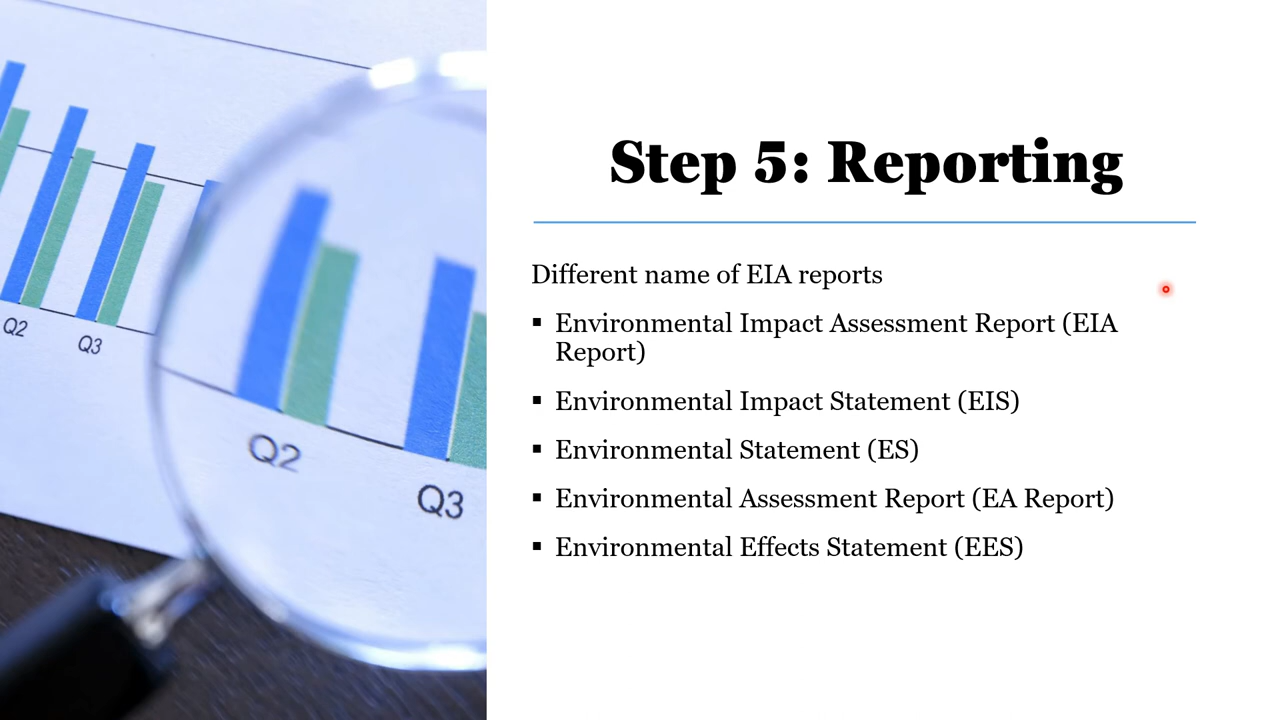 Q2
Q3
Q2
Q3
Step 5: Reporting
Different name of EIA reports
▪ Environmental Impact Assessment Report (EIA
Report)
▪ Environmental Impact Statement (EIS)
▪ Environmental Statement (ES)
▪ Environmental Assessment Report (EA Report)
▪ Environmental Effects Statement (EES)